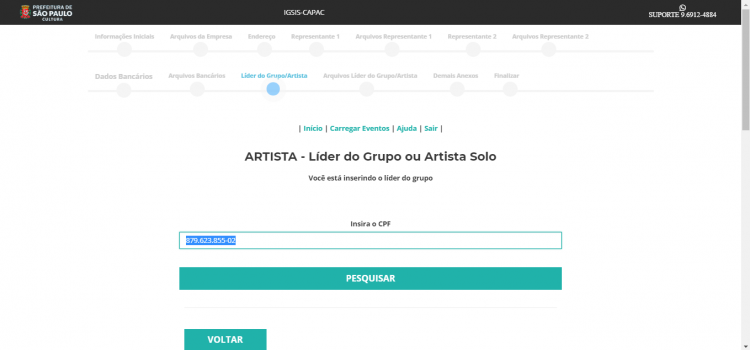 PREFEITURA DE
SÃO PAULO
CULTURA
IGSIS-CAPAC
SUPORTE 9.6912-4884
Informações Iniciais Arquivos da Empresa Endereço Representante 1 Arquivos Representante 1 Representante 2 Arquivos Representante 2
Dados Bancários Arquivos Bancários Líder do Grupo/Artista Arquivos Líder do Grupo/Artista Demais Anexos Finalizar
| Início | Carregar Eventos | Ajuda | Sair |
ARTISTA - Líder do Grupo ou Artista Solo
Você está inserindo o líder do grupo
Insira o CPF
879.623.855-02
PESQUISAR
VOLTAR